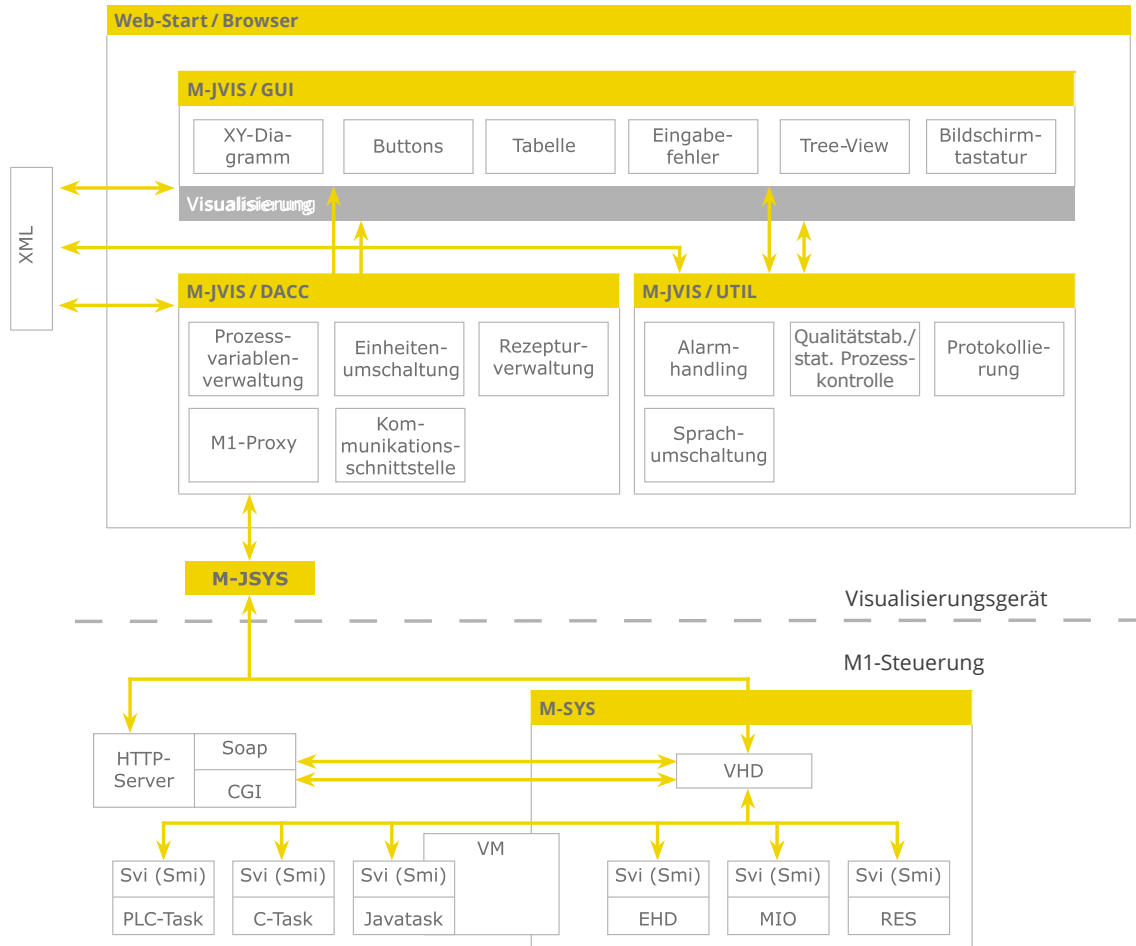 Web-Start / Browser
M-JVIS / GUI
XY-Dia-
gramm
Buttons
Tabelle
Eingabe-
fehler
Tree-View
Bildschirm-
tastatur
Visualisierung
XML
M-JVIS / DACC
Prozess-
variablen-
verwaltung
Einheiten-
umschaltung
Rezeptur-
verwaltung
M1-Proxy
Kom-
munikations-
schnittstelle
M-JVIS / UTIL
Alarm-
handling
Qualitätstab./
stat. Prozess-
kontrolle
Protokollie-
rung
Sprach-
umschaltung
M-JSYS
Visualisierungsgerät
M1-Steuerung
M-SYS
HTTP-
Server
Soap
CGI
VHD
VM
Svi (Smi)
PLC-Task
Svi (Smi)
C-Task
Svi (Smi)
Javatask
Svi (Smi)
EHD
Svi (Smi)
MIO
Svi (Smi)
RES